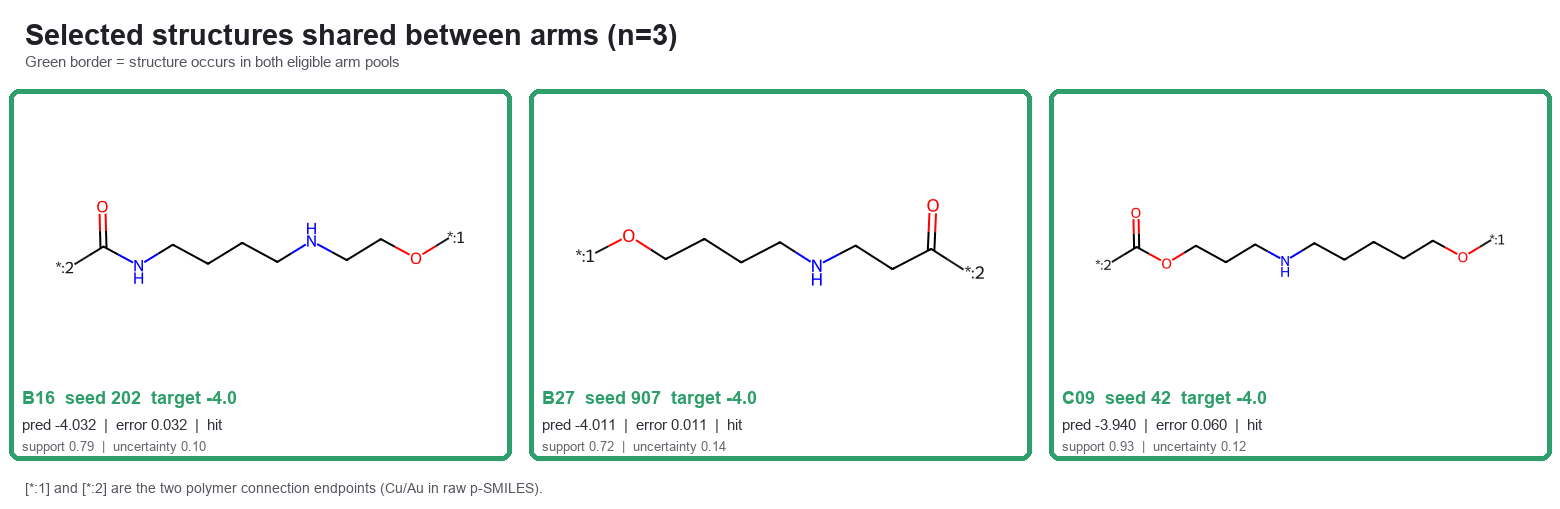 Selected structures shared between arms (n=3)
Green border = structure occurs in both eligible arm pools
O
*:2
N
H
H
N
O
*:1
*:1
O
N
H
O
*:2
O
*:2
O
N
H
O
*:1
B16 seed 202 target -4.0
pred -4.032 | error 0.032 | hit
support 0.79 | uncertainty 0.10
B27 seed 907 target -4.0
pred -4.011 | error 0.011 | hit
support 0.72 | uncertainty 0.14
C09 seed 42 target -4.0
pred -3.940 | error 0.060 | hit
support 0.93 | uncertainty 0.12
[*:1] and [*:2] are the two polymer connection endpoints (Cu/Au in raw p-SMILES).